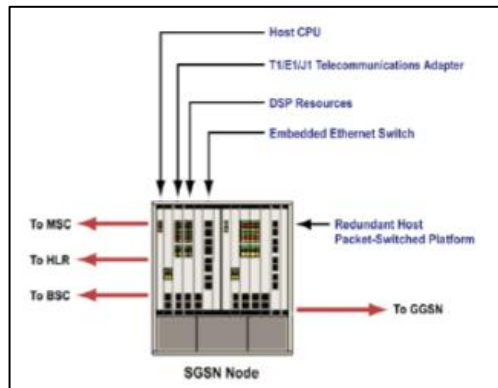 Host CPU
T1/E1/J1 Telecommunications Adapter
DSP Resources
Embedded Ethernet Switch
To MSC
To HLR
To BSC
Redundant Host
Packet-Switched Platform
To GGSN
SGSN Node